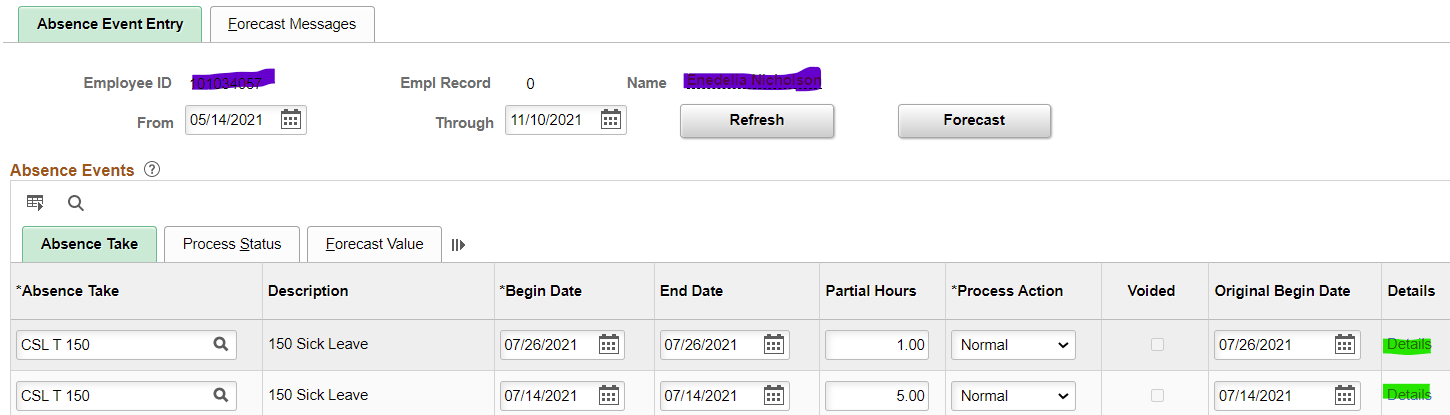 Absence Event Entry Forecast Messages
Employee ID Empl Record 0 Name
From 05/14/2021 Through 11/10/2021 Refresh Forecast
Absence Events ?
Absence Take Process Status Forecast Value
*Absence Take Description *Begin Date End Date Partial Hours *Process Action Voided Original Begin Date Details
CSL T 150 150 Sick Leave 07/26/2021 07/26/2021 1.00 Normal 07/26/2021 Details
CSL T 150 150 Sick Leave 07/14/2021 07/14/2021 5.00 Normal 07/14/2021 Details